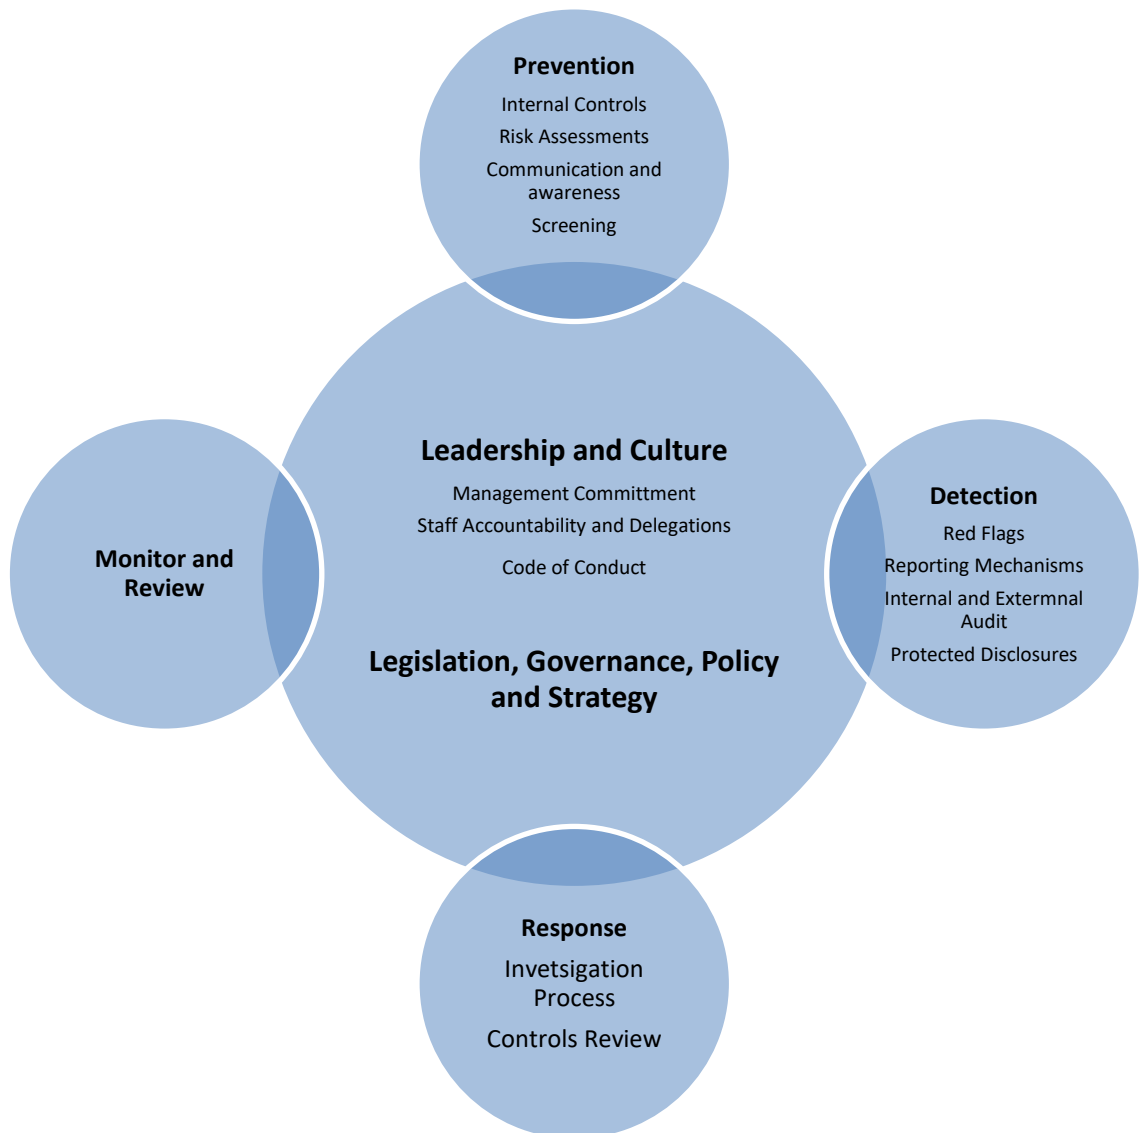 Prevention
Internal Controls
Risk Assessments
Communication and
awareness
Screening
Leadership and Culture
Management Committment
Staff Accountability and Delegations
Code of Conduct
Legislation, Governance, Policy
and Strategy
Monitor and
Review
Detection
Red Flags
Reporting Mechanisms
Internal and Extermnal
Audit
Protected Disclosures
Response
Invetsigation
Process
Controls Review